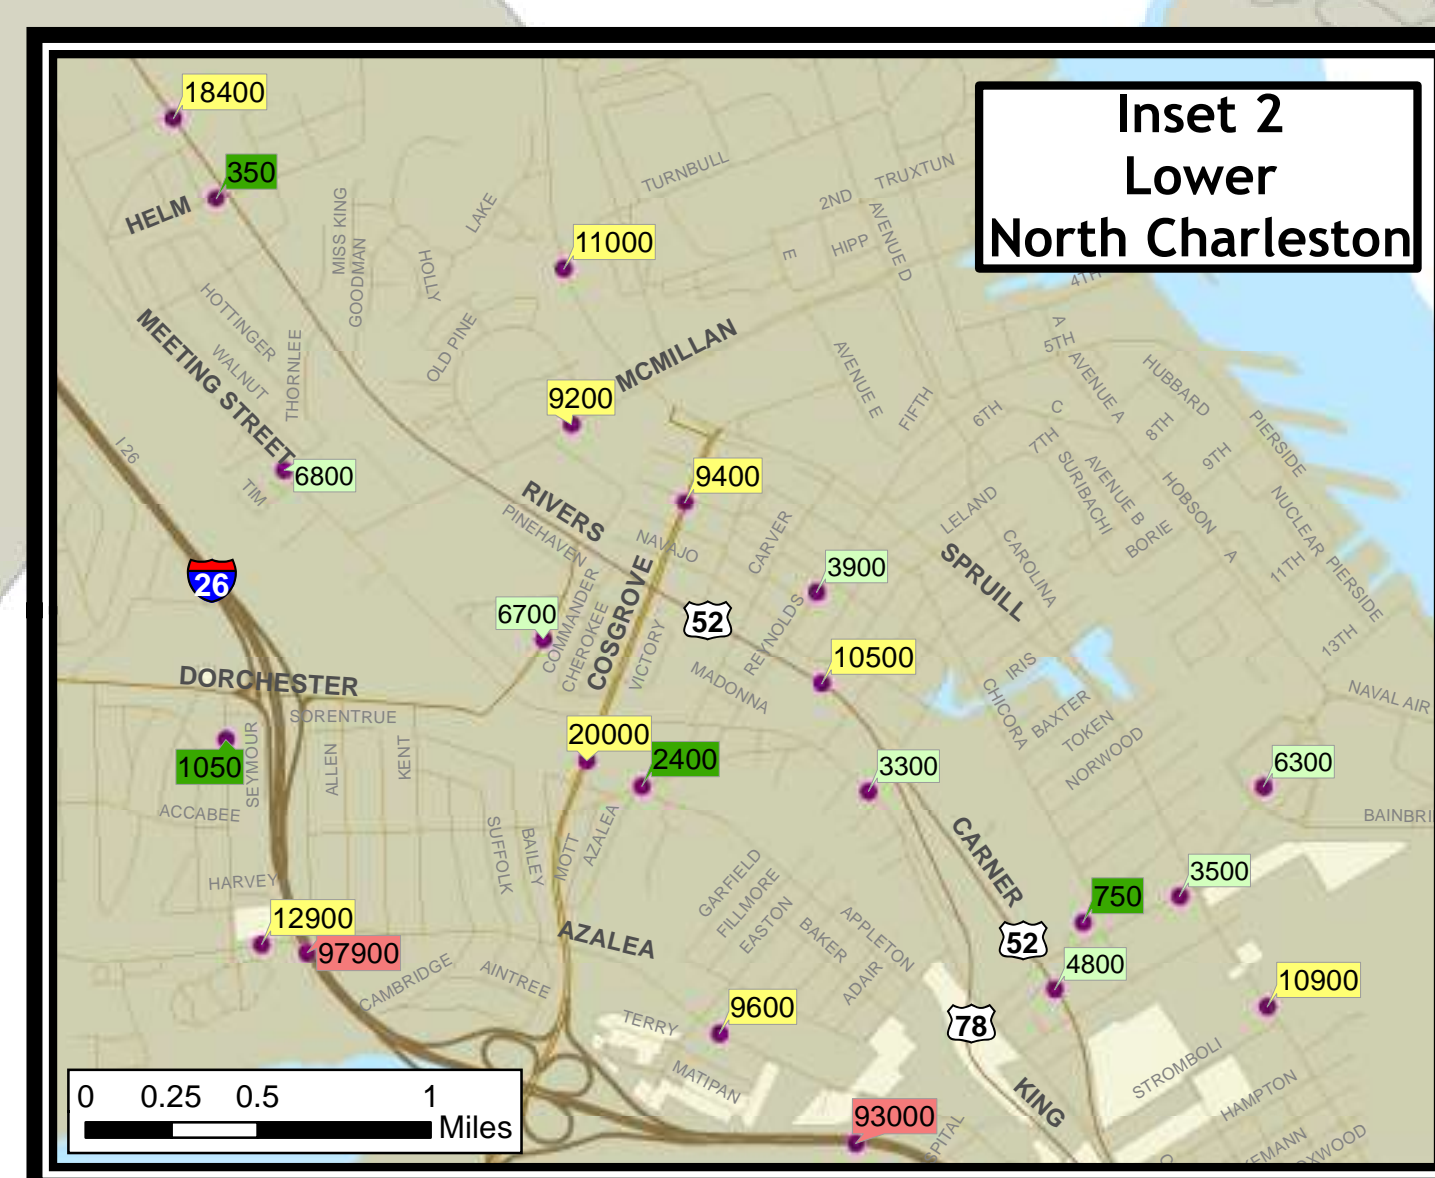 Inset 2
Lower
North Charleston
18400
350
HELM
MISS KING
GOODMAN
LAKE
HOLLY
TURNBULL
2ND
TRUXTUN
AVENUE D
HIPP
E
11000
4TH
HOTTINGER
WALNUT
THORNLEE
MEETING STREET
OLD PINE
MCMILLAN
9200
AVENUE E
FIFTH
A
5TH
AVENUE A
HUBBARD
6TH
C
7TH
8TH
9TH
PIERSIDE
I 26
6800
TIM
RIVERS
PINEHAVEN
9400
NAVAJO
CARVER
LELAND
SURIBACHI
AVENUE B
BORIE
HOBSON
A
NUCLEAR
PIERSIDE
11TH
13TH
26
3900
SPRUILL
CAROLINA
6700
COMMANDER
CHEROKEE
COSGROVE
VICTORY
52
REYNOLDS
MADONNA
10500
IRIS
CHICORA
BAXTER
TOKEN
NORWOOD
NAVAL AIR
DORCHESTER
SORENTRUE
1050
SEYMOUR
ALLEN
KENT
20000
2400
3300
6300
ACCABEE
BAINBRI
SUFFOLK
BAILEY
MOTT
AZALEA
CARNER
HARVEY
GARFIELD
FILLMORE
EASTON
BAKER
APPLETON
ADAIR
750
3500
12900
97900
AZALEA
52
4800
10900
CAMBRIDGE
AINTREE
TERRY
9600
78
MATIPAN
STROMBOLI
HAMPTON
KING
93000
SPITAL
EMANN
OXWOOD
0 0.25 0.5 1
Miles